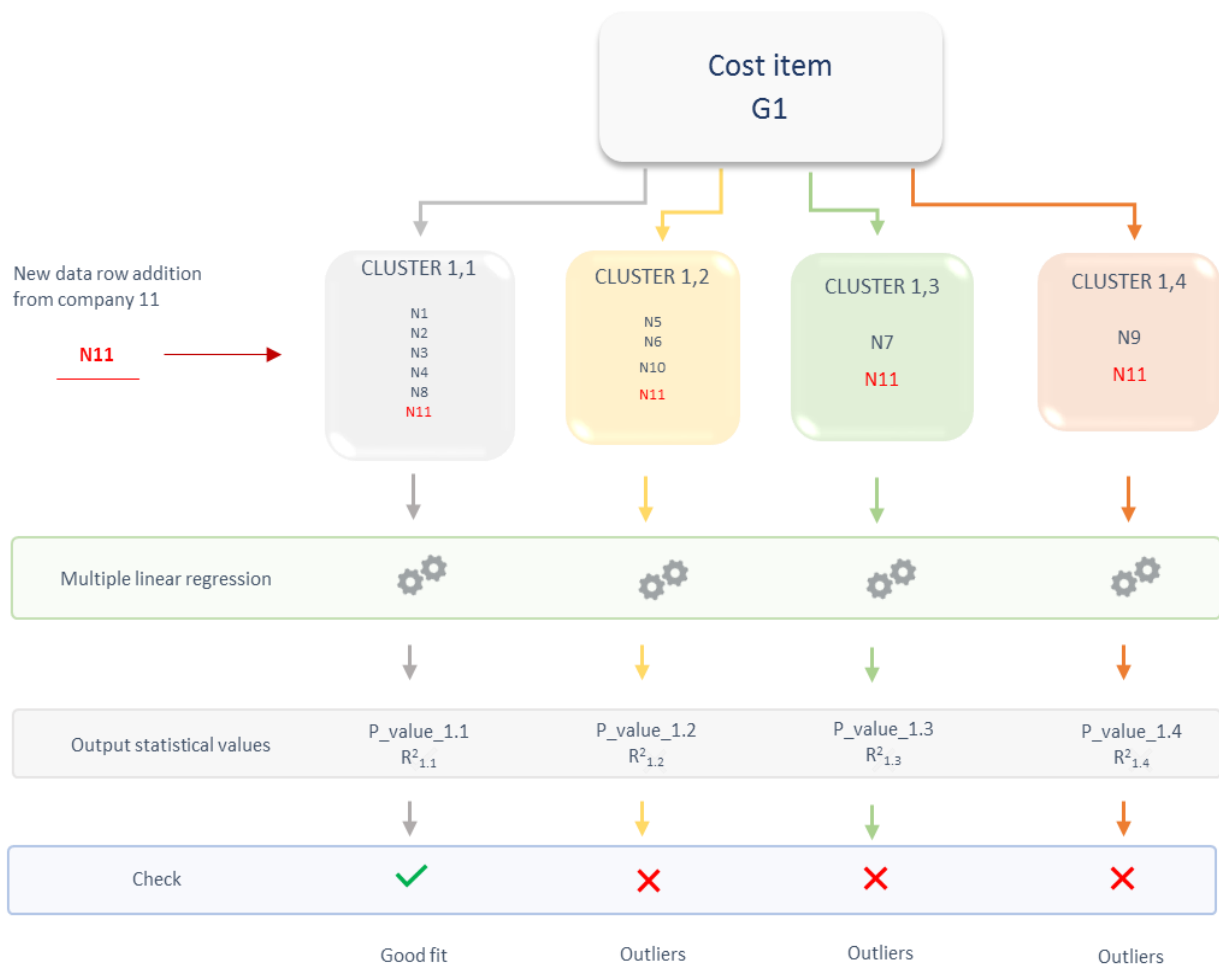 Cost item
G1
New data row addition
from company 11
N11
CLUSTER 1,1
N1
N2
N3
N4
N8
N11
CLUSTER 1,2
N5
N6
N10
N11
CLUSTER 1,3
N7
N11
CLUSTER 1,4
N9
N11
Multiple linear regression
Output statistical values
P_value_1.1
R²₁.₁
P_value_1.2
R²₁.₂
P_value_1.3
R²₁.₃
P_value_1.4
R²₁.₄
Check
Good fit
Outliers
Outliers
Outliers